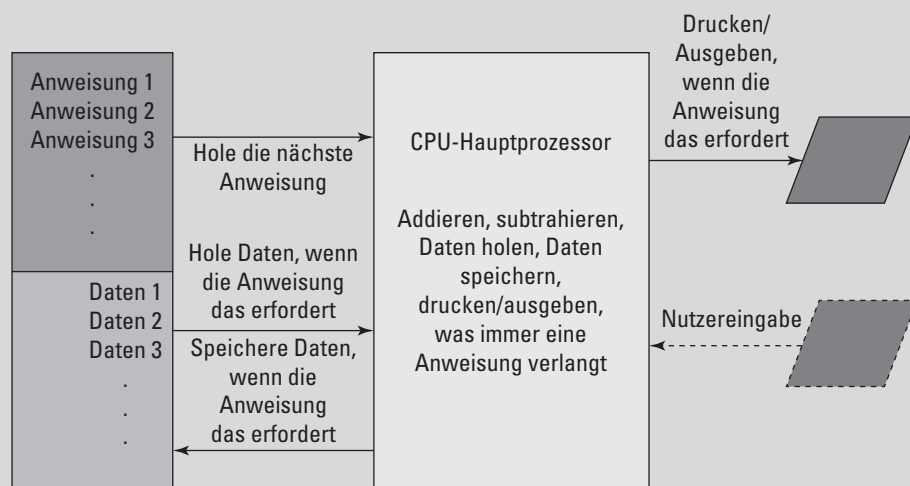 Anweisung 1
Anweisung 2
Anweisung 3
.
.
.
Daten 1
Daten 2
Daten 3
.
.
.
Hole die nächste
Anweisung
Hole Daten, wenn
die Anweisung
das erfordert
Speichere Daten,
wenn die
Anweisung
das erfordert
CPU-Hauptprozessor
Addieren, subtrahieren,
Daten holen, Daten
speichern,
drucken/ausgeben,
was immer eine
Anweisung verlangt
Drucken/
Ausgeben,
wenn die
Anweisung
das erfordert
Nutzereingabe